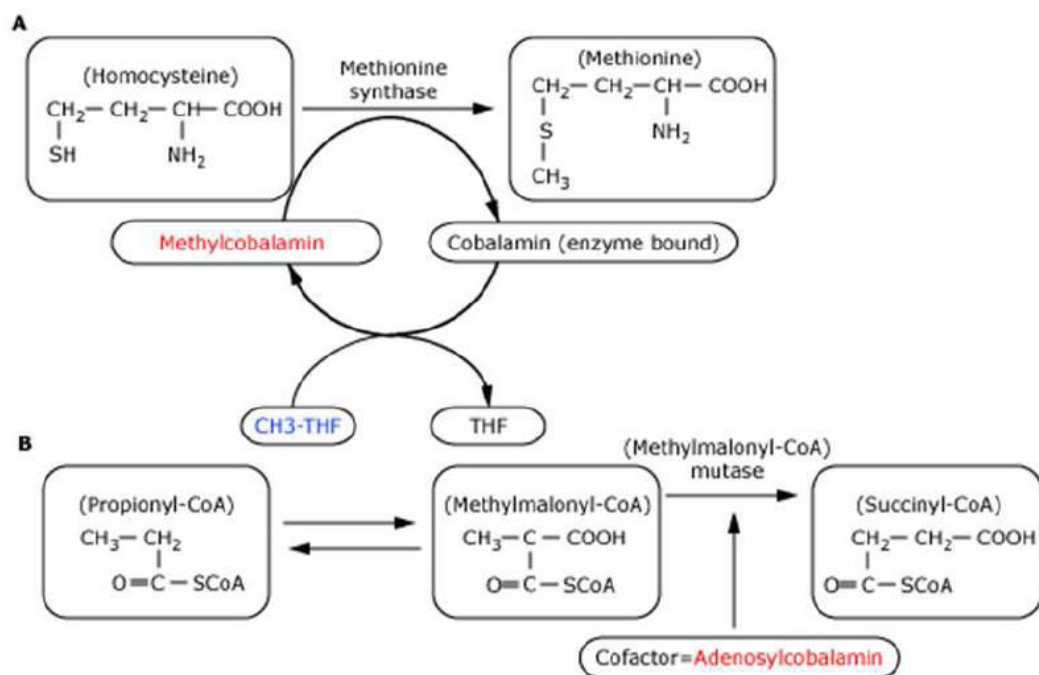 A
(Homocysteine)
CH2— CH2— CH— COOH
SH
NH2
Methionine
synthase
(Methionine)
CH2— CH2— CH— COOH
S
NH2
CH3
Methylcobalamin
Cobalamin (enzyme bound)
CH3-THF
THF
B
(Propionyl-CoA)
CH3— CH2
O=C—SCoA
(Methylmalonyl-CoA)
CH3— C — COOH
O=C—SCoA
(Methylmalonyl-CoA)
mutase
(Succinyl-CoA)
CH2— CH2— COOH
O=C—SCoA
Cofactor=Adenosylcobalamin